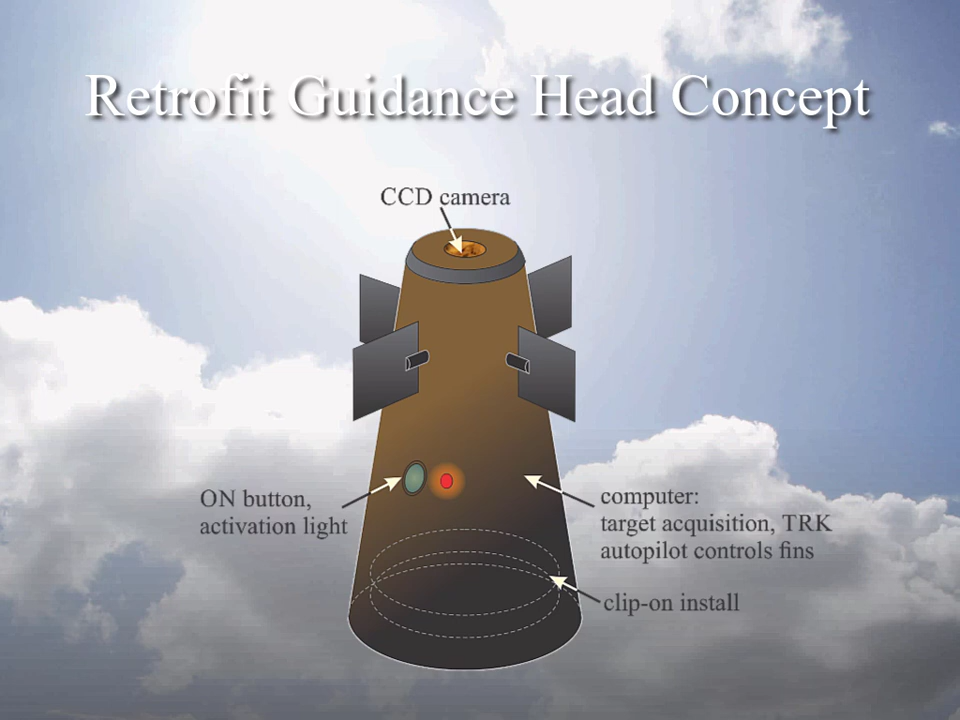 Retrofit Guidance Head Concept
CCD camera
ON button,
activation light
computer:
target acquisition, TRK
autopilot controls fins
clip-on install